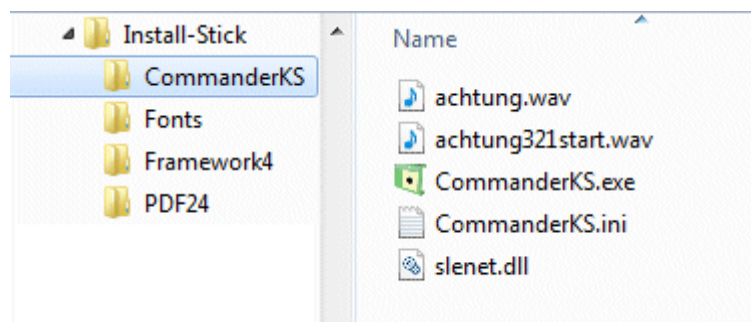 Install-Stick
CommanderKS
Fonts
Framework4
PDF24
Name
achtung.wav
achtung321start.wav
CommanderKS.exe
CommanderKS.ini
slenet.dll